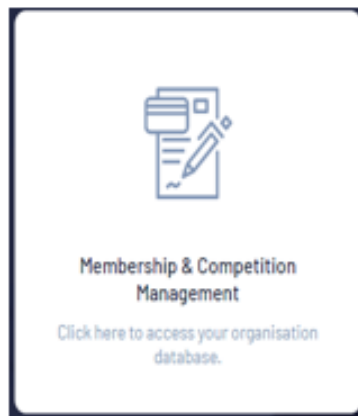 Membership & Competition
Management
Click here to access your organisation
database.